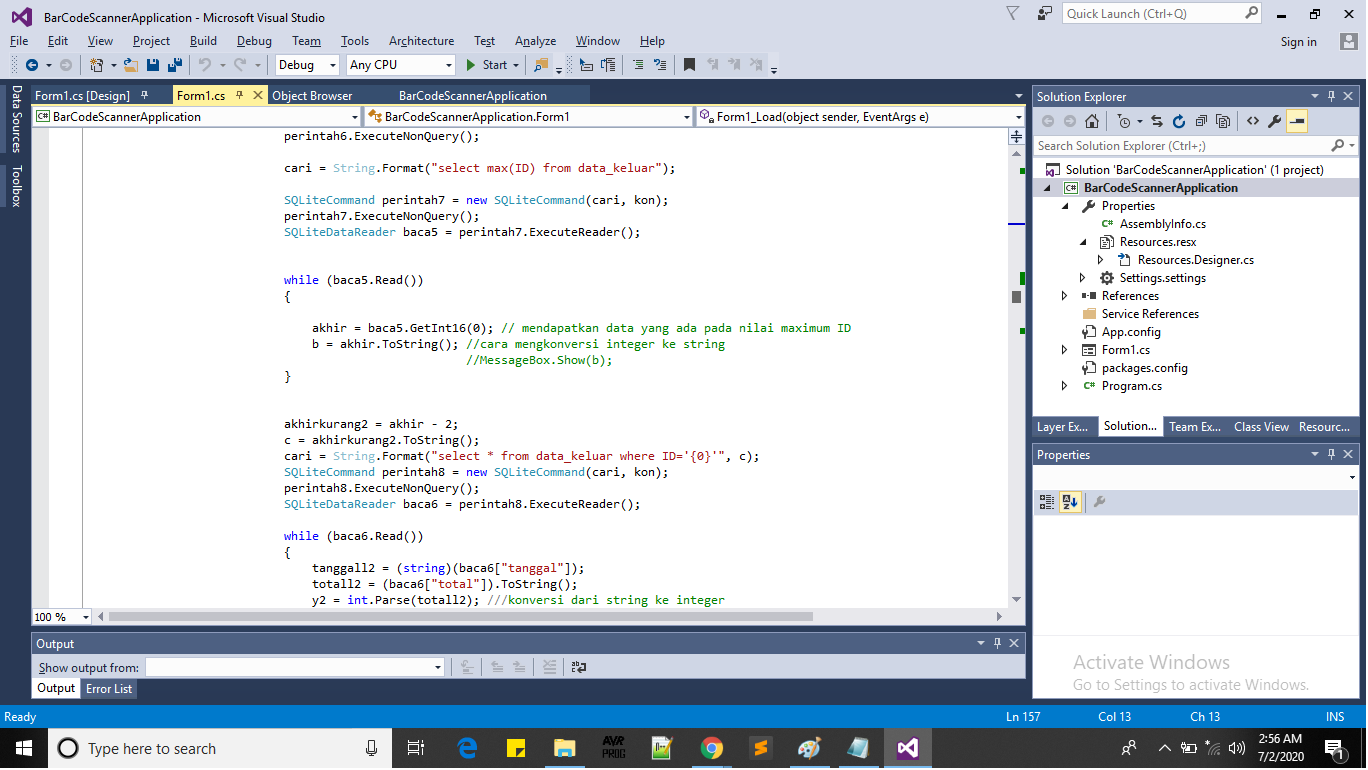 BarCodeScannerApplication - Microsoft Visual Studio
Quick Launch (Ctrl+Q)
File Edit View Project Build Debug Team Tools Architecture Test Analyze Window Help
Sign in
Debug Any CPU Start
Data Sources
Toolbox
Form1.cs [Design] Form1.cs Object Browser BarCodeScannerApplication
BarCodeScannerApplication BarCodeScannerApplication.Form1 Form1_Load(object sender, EventArgs e)
perintah6.ExecuteNonQuery();
cari = String.Format("select max(ID) from data_keluar");
SQLiteCommand perintah7 = new SQLiteCommand(cari, kon);
perintah7.ExecuteNonQuery();
SQLiteDataReader baca5 = perintah7.ExecuteReader();
while (baca5.Read())
{
akhir = baca5.GetInt16(0); // mendapatkan data yang ada pada nilai maximum ID
b = akhir.ToString(); //cara mengkonversi integer ke string
//MessageBox.Show(b);
}
akhirkurang2 = akhir - 2;
c = akhirkurang2.ToString();
cari = String.Format("select * from data_keluar where ID='{0}'", c);
SQLiteCommand perintah8 = new SQLiteCommand(cari, kon);
perintah8.ExecuteNonQuery();
SQLiteDataReader baca6 = perintah8.ExecuteReader();
while (baca6.Read())
{
tanggall2 = (string)(baca6["tanggal"]);
totall2 = (baca6["total"]).ToString();
y2 = int.Parse(totall2); ///konversi dari string ke integer
100 %
Output
Show output from:
Output Error List
Solution Explorer
Search Solution Explorer (Ctrl+;)
Solution 'BarCodeScannerApplication' (1 project)
C# BarCodeScannerApplication
Properties
C# AssemblyInfo.cs
Resources.resx
Resources.Designer.cs
Settings.settings
References
Service References
App.config
Form1.cs
packages.config
C# Program.cs
Layer Ex... Solution... Team Ex... Class View Resourc...
Properties
Activate Windows
Go to Settings to activate Windows.
Ready Ln 157 Col 13 Ch 13 INS
Type here to search
AVR
PROG
2:56 AM
7/2/2020
1